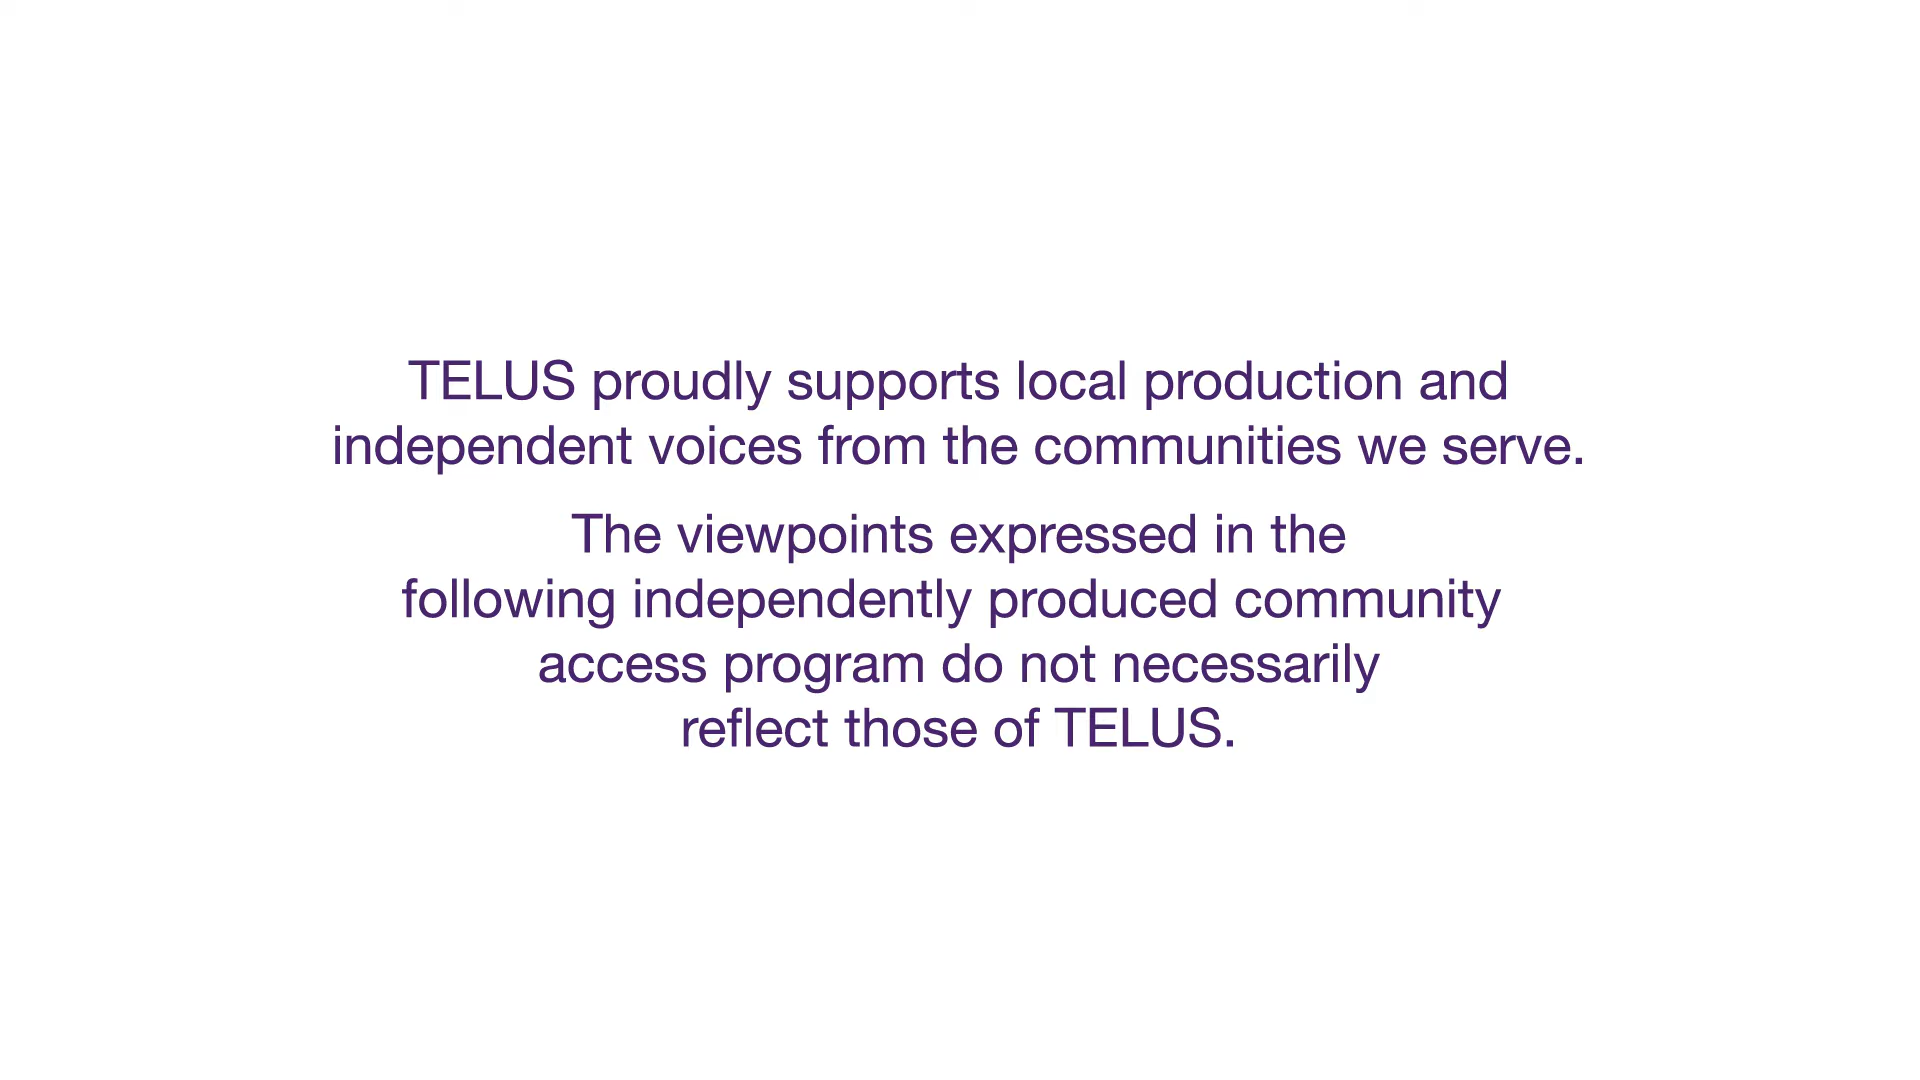 TELUS proudly supports local production and
independent voices from the communities we serve.
The viewpoints expressed in the
following independently produced community
access program do not necessarily
reflect those of TELUS.